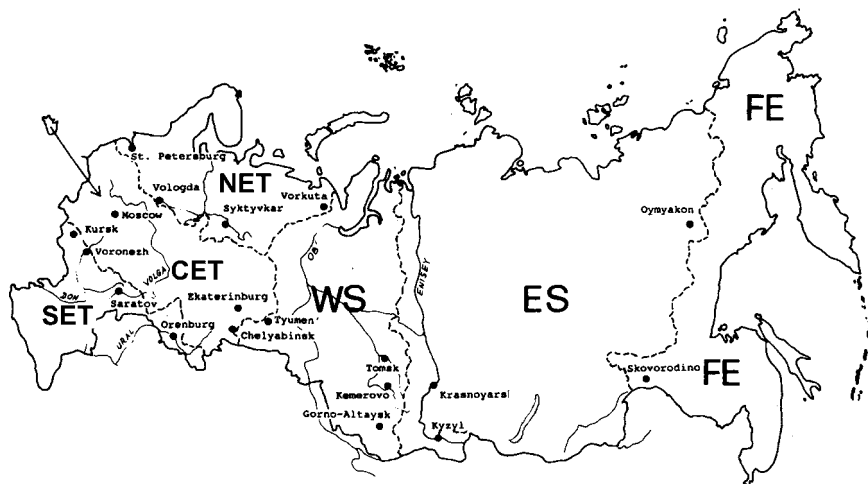 FE
St. Petersburg
NET
Vologda
Vorkuta
Syktyvkar
Moscow
Oymyakon
Kursk
Voronezh
OB
CET
VOLGA
ENISEY
WS
ES
DON
Saratov
Ekaterinburg
SET
Tyumen'
URAL
Orenburg
Chelyabinsk
Tomsk
Skovorodino
FE
Kemerovo
Krasnoyars
Gorno-Altaysk
Kyzyl